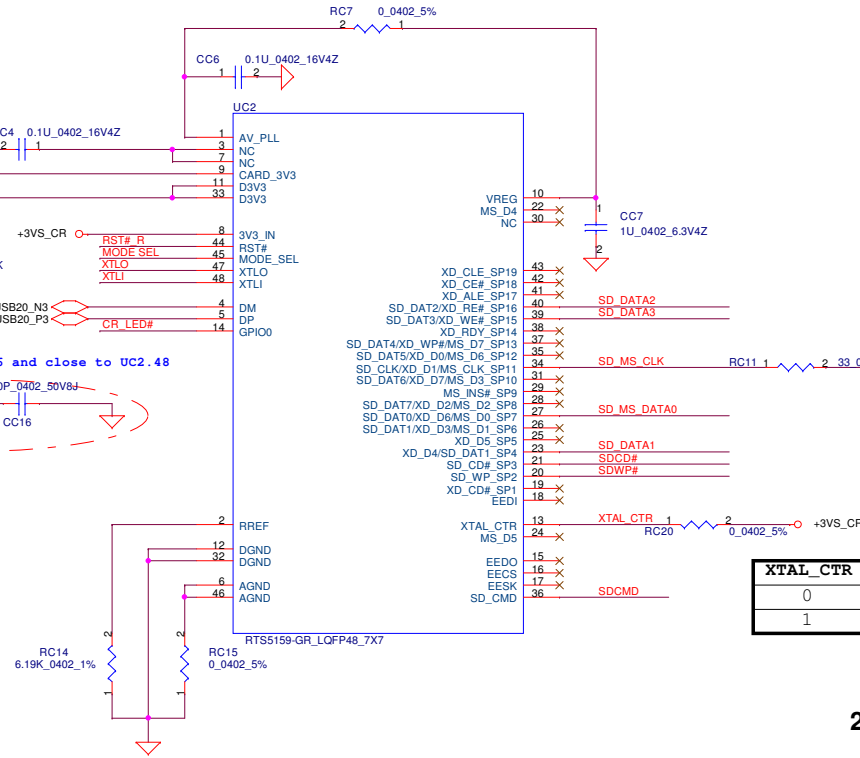 RC7 0_0402_5%
2 1
CC6 0.1U_0402_16V4Z
1 2
UC2
C4 0.1U_0402_16V4Z
2 1
1 AV_PLL
3 NC
7 NC
9 CARD_3V3
11 D3V3
33 D3V3
+3VS_CR 8 3V3_IN
RST#_R 44 RST#
MODE SEL 45 MODE_SEL
XTLO 47 XTLO
XTLI 48 XTLI
SB20_N3 4 DM
SB20_P3 5 DP
CR_LED# 14 GPIO0
and close to UC2.48
0P_0402_50V8J
CC16
2 RREF
12 DGND
32 DGND
6 AGND
46 AGND
VREG 10
MS_D4 22
NC 30
1
CC7
1U_0402_6.3V4Z
2
XD_CLE_SP19 43
XD_CE#_SP18 42
XD_ALE_SP17 41
SD_DAT2/XD_RE#_SP16 40 SD_DATA2
SD_DAT3/XD_WE#_SP15 39 SD_DATA3
XD_RDY_SP14 38
SD_DAT4/XD_WP#/MS_D7_SP13 37
SD_DAT5/XD_D0/MS_D6_SP12 35
SD_CLK/XD_D1/MS_CLK_SP11 34 SD_MS_CLK RC11 1 2 33_0
SD_DAT6/XD_D7/MS_D3_SP10 31
MS_INS#_SP9 29
SD_DAT7/XD_D2/MS_D2_SP8 28
SD_DAT0/XD_D6/MS_D0_SP7 27 SD_MS_DATA0
SD_DAT1/XD_D3/MS_D1_SP6 26
XD_D5_SP5 25
XD_D4/SD_DAT1_SP4 23 SD_DATA1
SD_CD#_SP3 21 SDCD#
SD_WP_SP2 20 SDWP#
XD_CD#_SP1 19
EEDI 18
XTAL_CTR 13 XTAL_CTR 1 2 +3VS_CR
RC20 0_0402_5%
MS_D5 24
EEDO 15
EECS 16
EESK 17
SD_CMD 36 SDCMD
XTAL_CTR
0
1
RTS5159-GR_LQFP48_7X7
2 2
RC14
6.19K_0402_1%
RC15
0_0402_5%
1 1
2